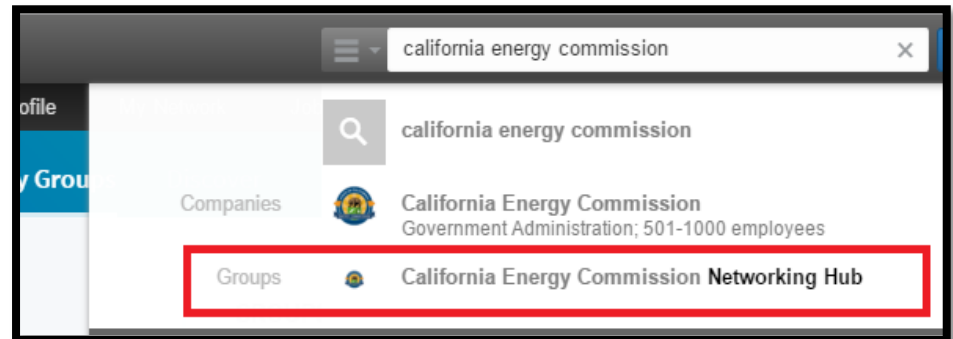 california energy commission
ofile
california energy commission
y Grou
Companies
California Energy Commission
Government Administration; 501-1000 employees
Groups
California Energy Commission Networking Hub